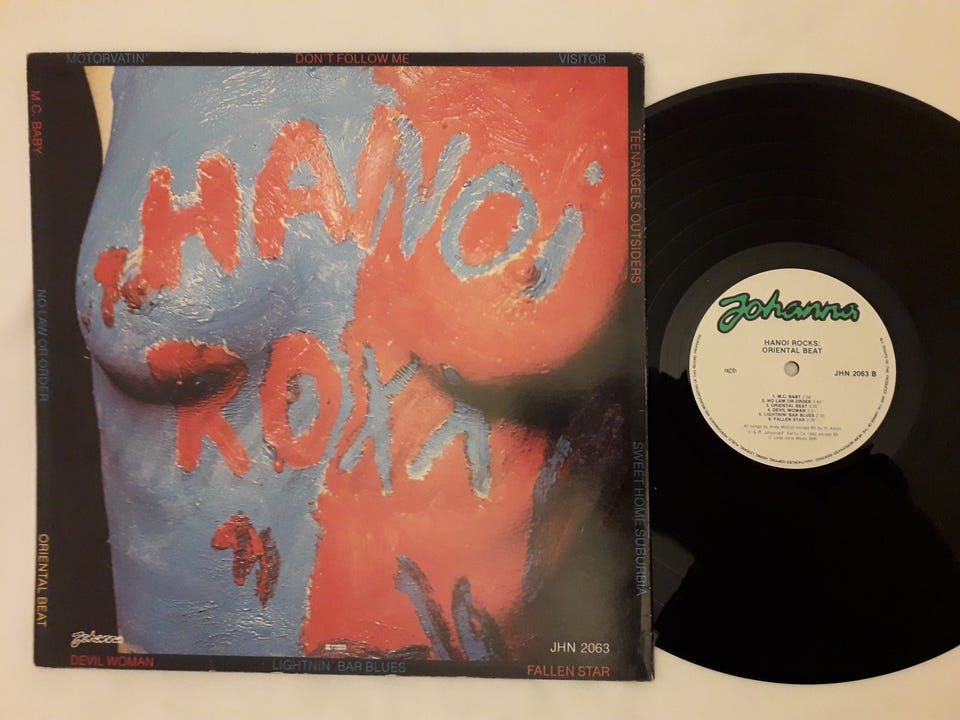 MOTORVATIN'
DON'T FOLLOW ME
VISITOR
M.C. BABY
NO LAW OR ORDER
ORIENTAL BEAT
TEENANGELS OUTSIDERS
SWEET HOME SUBURBIA
"HANOi
ROXX"
Johanna
JHN 2063
DEVIL WOMAN
LIGHTNIN' BAR BLUES
FALLEN STAR
Johanna
HANOI ROCKS:
ORIENTAL BEAT
ncb
JHN 2063 B
1. M.C. BABY
2. NO LAW OR ORDER
3. ORIENTAL BEAT
4. DEVIL WOMAN
5. LIGHTNIN' BAR BLUES
6. FALLEN STAR